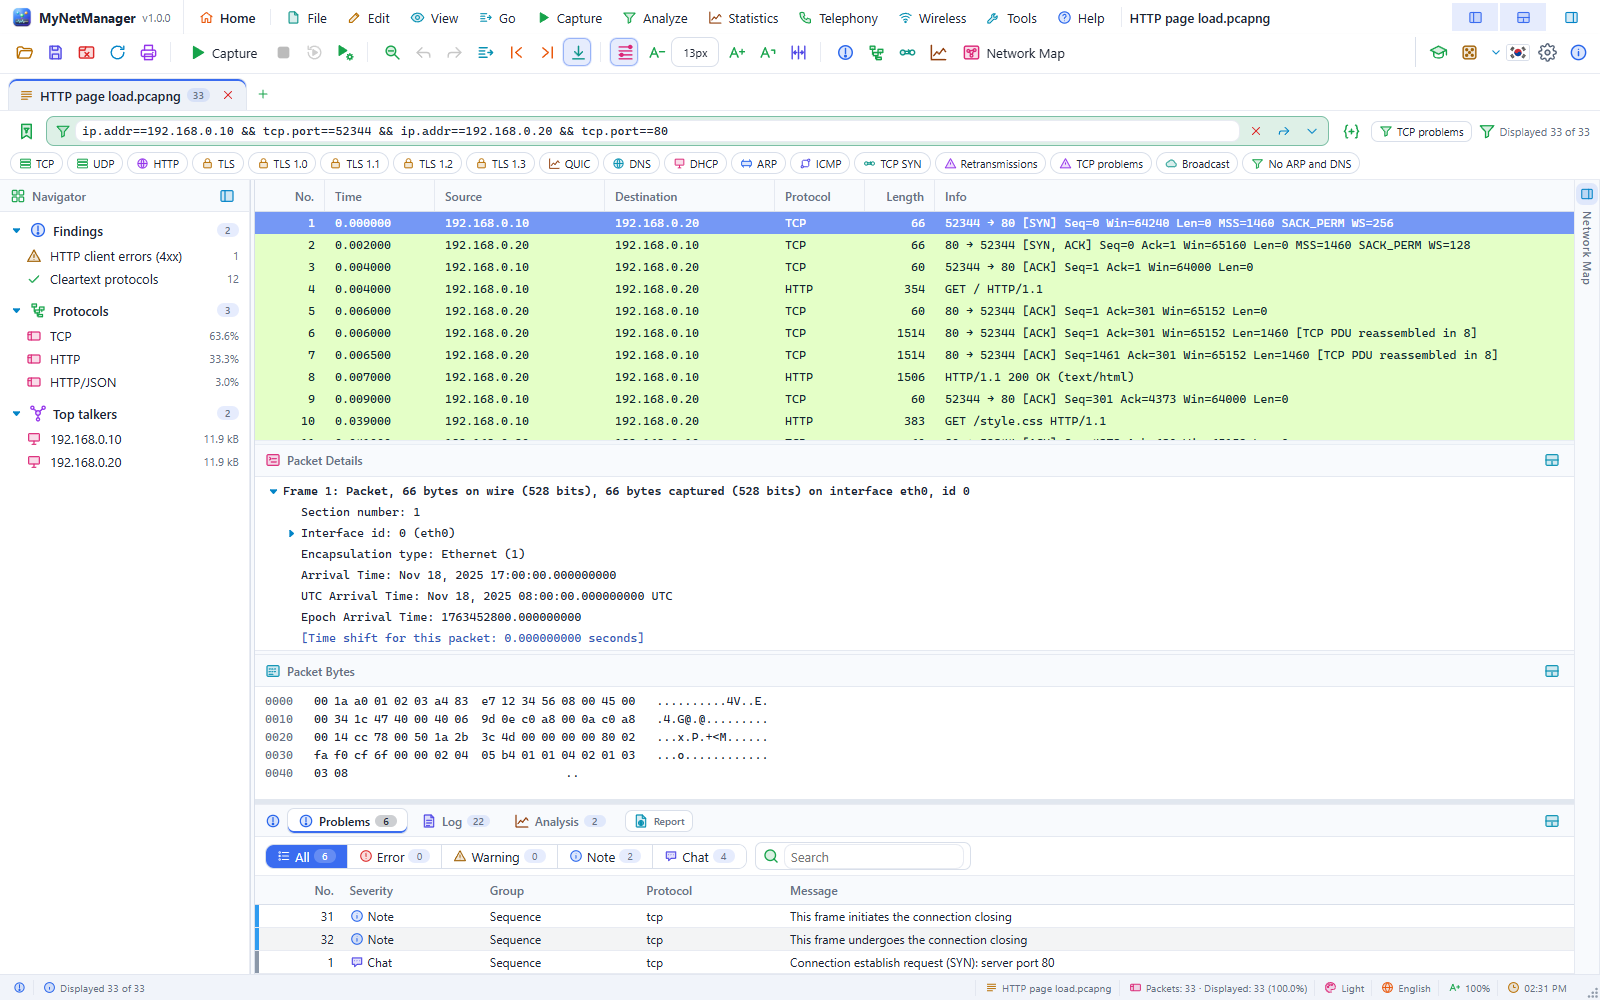 MyNetManager v1.0.0 Home File Edit View Go Capture Analyze Statistics Telephony Wireless Tools Help HTTP page load.pcapng
Capture A− 13px A+ A Network Map
HTTP page load.pcapng 33
ip.addr==192.168.0.10 && tcp.port==52344 && ip.addr==192.168.0.20 && tcp.port==80 TCP problems Displayed 33 of 33
TCP UDP HTTP TLS TLS 1.0 TLS 1.1 TLS 1.2 TLS 1.3 QUIC DNS DHCP ARP ICMP TCP SYN Retransmissions TCP problems Broadcast No ARP and DNS
Navigator
Findings 2
HTTP client errors (4xx) 1
Cleartext protocols 12
Protocols 3
TCP 63.6%
HTTP 33.3%
HTTP/JSON 3.0%
Top talkers 2
192.168.0.10 11.9 kB
192.168.0.20 11.9 kB
No. Time Source Destination Protocol Length Info
1 0.000000 192.168.0.10 192.168.0.20 TCP 66 52344 → 80 [SYN] Seq=0 Win=64240 Len=0 MSS=1460 SACK_PERM WS=256
2 0.002000 192.168.0.20 192.168.0.10 TCP 66 80 → 52344 [SYN, ACK] Seq=0 Ack=1 Win=65160 Len=0 MSS=1460 SACK_PERM WS=128
3 0.004000 192.168.0.10 192.168.0.20 TCP 60 52344 → 80 [ACK] Seq=1 Ack=1 Win=64000 Len=0
4 0.004000 192.168.0.10 192.168.0.20 HTTP 354 GET / HTTP/1.1
5 0.006000 192.168.0.20 192.168.0.10 TCP 60 80 → 52344 [ACK] Seq=1 Ack=301 Win=65152 Len=0
6 0.006000 192.168.0.20 192.168.0.10 TCP 1514 80 → 52344 [ACK] Seq=1 Ack=301 Win=65152 Len=1460 [TCP PDU reassembled in 8]
7 0.006500 192.168.0.20 192.168.0.10 TCP 1514 80 → 52344 [ACK] Seq=1461 Ack=301 Win=65152 Len=1460 [TCP PDU reassembled in 8]
8 0.007000 192.168.0.20 192.168.0.10 HTTP 1506 HTTP/1.1 200 OK (text/html)
9 0.009000 192.168.0.10 192.168.0.20 TCP 60 52344 → 80 [ACK] Seq=301 Ack=4373 Win=64000 Len=0
10 0.039000 192.168.0.10 192.168.0.20 HTTP 383 GET /style.css HTTP/1.1
Network Map
Packet Details
Frame 1: Packet, 66 bytes on wire (528 bits), 66 bytes captured (528 bits) on interface eth0, id 0
Section number: 1
Interface id: 0 (eth0)
Encapsulation type: Ethernet (1)
Arrival Time: Nov 18, 2025 17:00:00.000000000
UTC Arrival Time: Nov 18, 2025 08:00:00.000000000 UTC
Epoch Arrival Time: 1763452800.000000000
[Time shift for this packet: 0.000000000 seconds]
Packet Bytes
0000 00 1a a0 01 02 03 a4 83 e7 12 34 56 08 00 45 00 ..........4V..E.
0010 00 34 1c 47 40 00 40 06 9d 0e c0 a8 00 0a c0 a8 .4.G@.@.........
0020 00 14 cc 78 00 50 1a 2b 3c 4d 00 00 00 00 80 02 ...x.P.+<M......
0030 fa f0 cf 6f 00 00 02 04 05 b4 01 01 04 02 01 03 ...o............
0040 03 08 ..
Problems 6 Log 22 Analysis 2 Report
All 6 Error 0 Warning 0 Note 2 Chat 4 Search
No. Severity Group Protocol Message
31 Note Sequence tcp This frame initiates the connection closing
32 Note Sequence tcp This frame undergoes the connection closing
1 Chat Sequence tcp Connection establish request (SYN): server port 80
Displayed 33 of 33 HTTP page load.pcapng Packets: 33 · Displayed: 33 (100.0%) Light English A+ 100% 02:31 PM